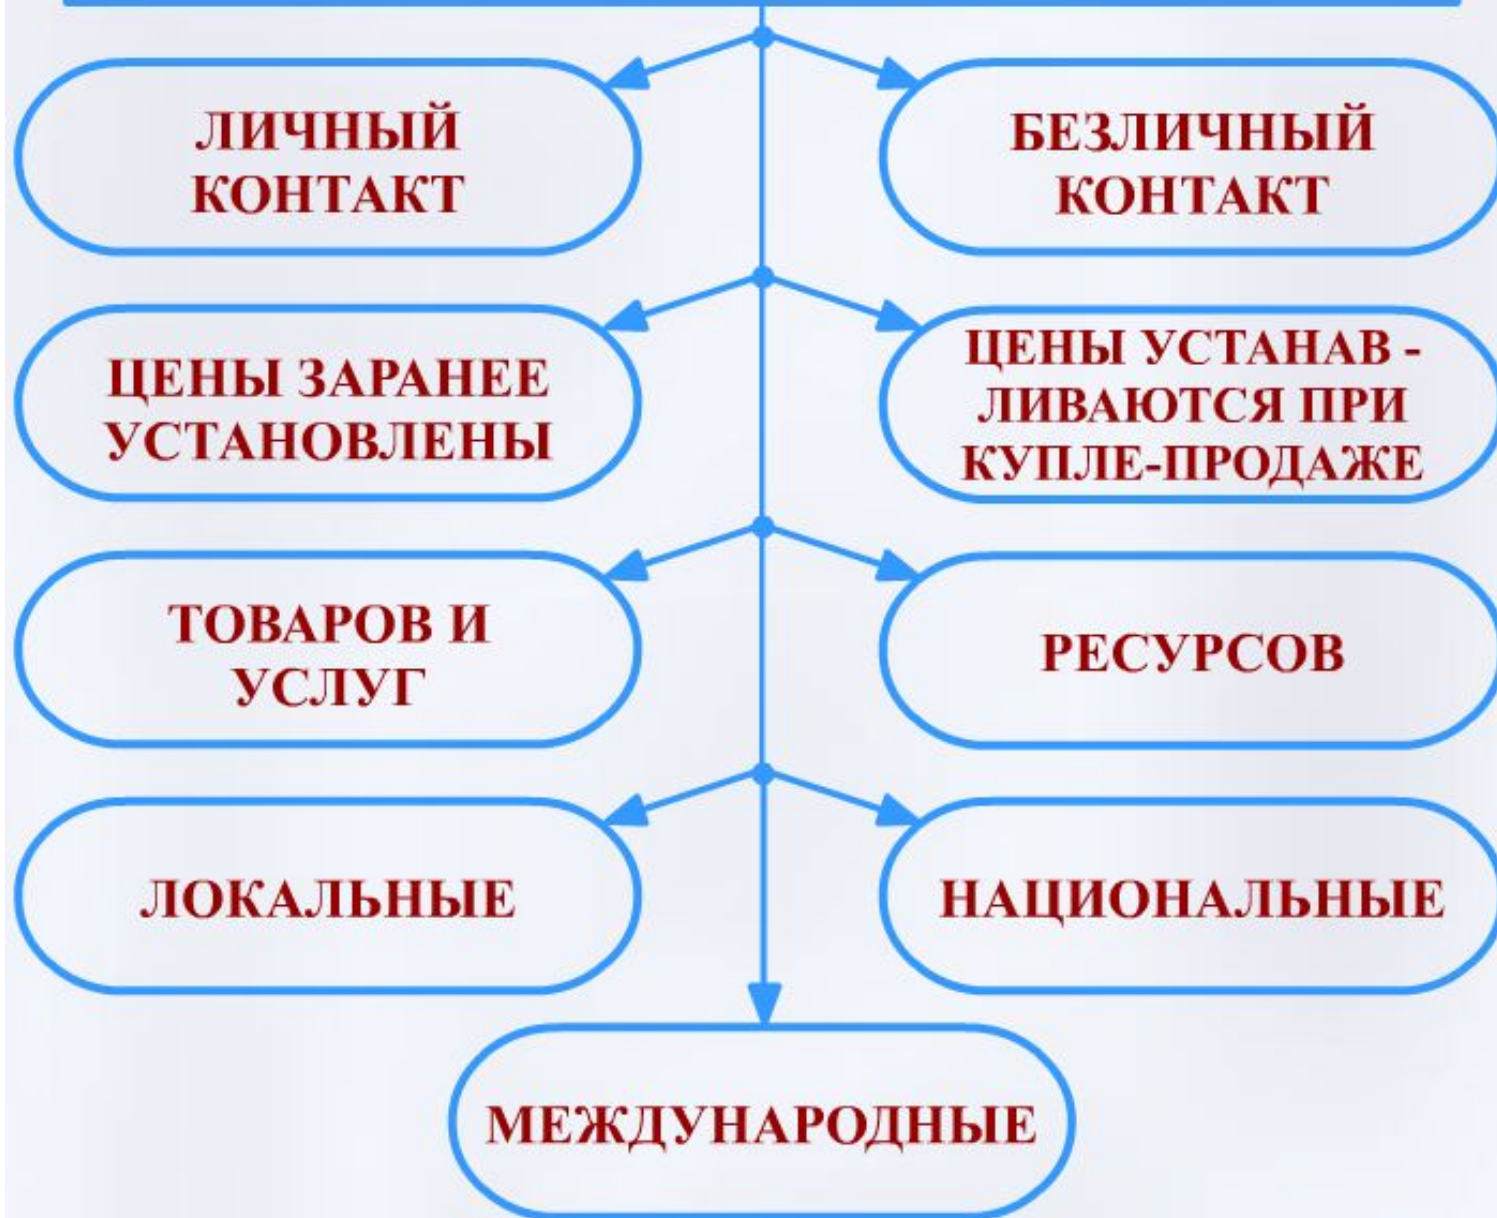 ЛИЧНЫЙ
КОНТАКТ
БЕЗЛИЧНЫЙ
КОНТАКТ
ЦЕНЫ ЗАРАНЕЕ
УСТАНОВЛЕНЫ
ЦЕНЫ УСТАНАВ -
ЛИВАЮТСЯ ПРИ
КУПЛЕ-ПРОДАЖЕ
ТОВАРОВ И
УСЛУГ
РЕСУРСОВ
ЛОКАЛЬНЫЕ
НАЦИОНАЛЬНЫЕ
МЕЖДУНАРОДНЫЕ